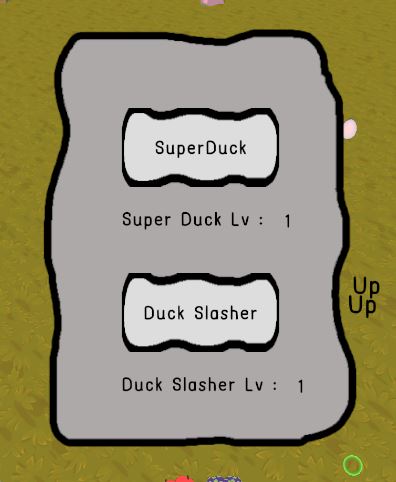 SuperDuck
Super Duck Lv : 1
Up
Up
Duck Slasher
Duck Slasher Lv : 1